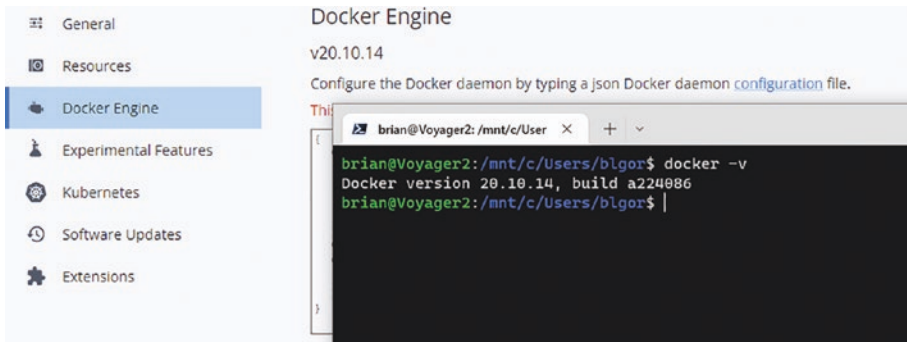 General
Resources
Docker Engine
Experimental Features
Kubernetes
Software Updates
Extensions
Docker Engine
v20.10.14
Configure the Docker daemon by typing a json Docker daemon configuration file.
{
}
brian@Voyager2: /mnt/c/User
brian@Voyager2:/mnt/c/Users/blgor$ docker -v
Docker version 20.10.14, build a224086
brian@Voyager2:/mnt/c/Users/blgor$